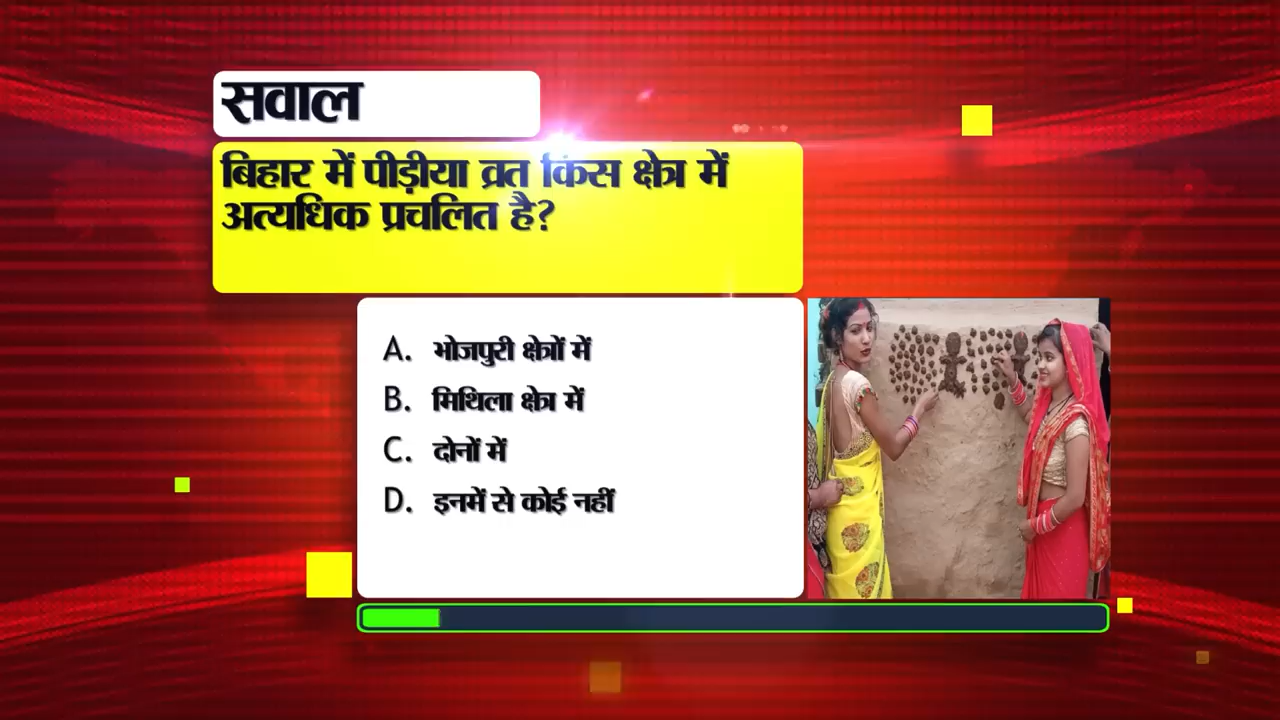 सवाल
बिहार में पीड़ीया व्रत किस क्षेत्र में
अत्यधिक प्रचलित है?
A. भोजपुरी क्षेत्रों में
B. मिथिला क्षेत्र में
C. दोनों में
D. इनमें से कोई नहीं